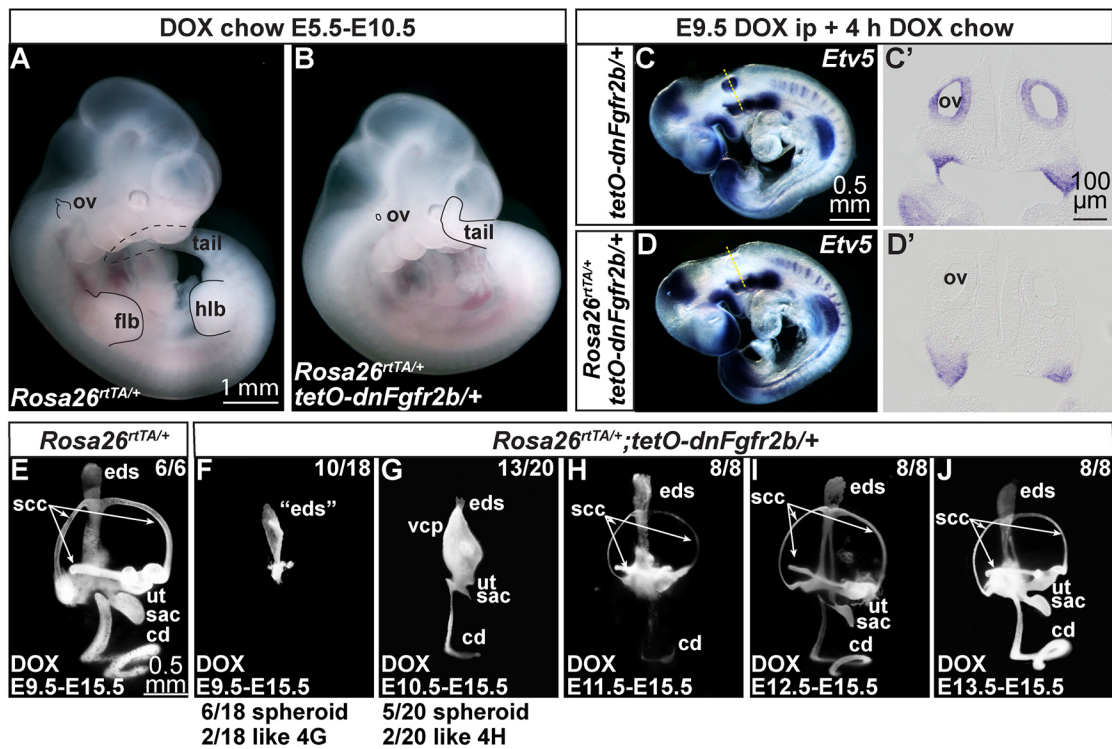 DOX chow E5.5-E10.5
A
ov
tail
flb
hlb
Rosa26rtTA/+
1 mm
B
ov
tail
Rosa26rtTA/+
tetO-dnFgfr2b/+
E9.5 DOX ip + 4 h DOX chow
tetO-dnFgfr2b/+
C
Etv5
0.5
mm
C'
ov
100
µm
Rosa26rtTA/+
tetO-dnFgfr2b/+
D
Etv5
D'
ov
Rosa26rtTA/+
Rosa26rtTA/+;tetO-dnFgfr2b/+
E
6/6
eds
scc
ut
sac
cd
DOX
E9.5-E15.5
0.5
mm
F
10/18
“eds”
DOX
E9.5-E15.5
6/18 spheroid
2/18 like 4G
G
13/20
eds
vcp
ut
sac
cd
DOX
E10.5-E15.5
5/20 spheroid
2/20 like 4H
H
8/8
eds
scc
cd
DOX
E11.5-E15.5
I
8/8
eds
scc
ut
sac
cd
DOX
E12.5-E15.5
J
8/8
eds
scc
ut
sac
cd
DOX
E13.5-E15.5